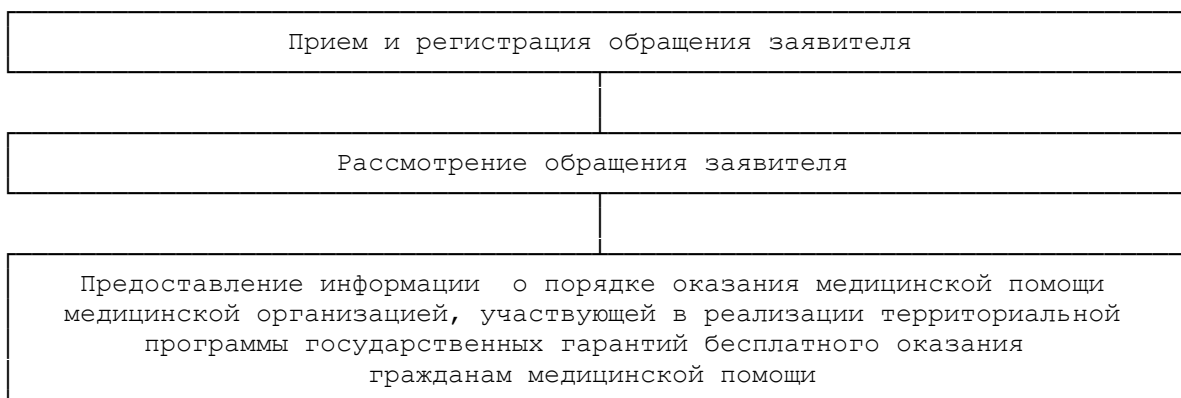 Прием и регистрация обращения заявителя
Рассмотрение обращения заявителя
Предоставление информации о порядке оказания медицинской помощи
медицинской организацией, участвующей в реализации территориальной
программы государственных гарантий бесплатного оказания
гражданам медицинской помощи